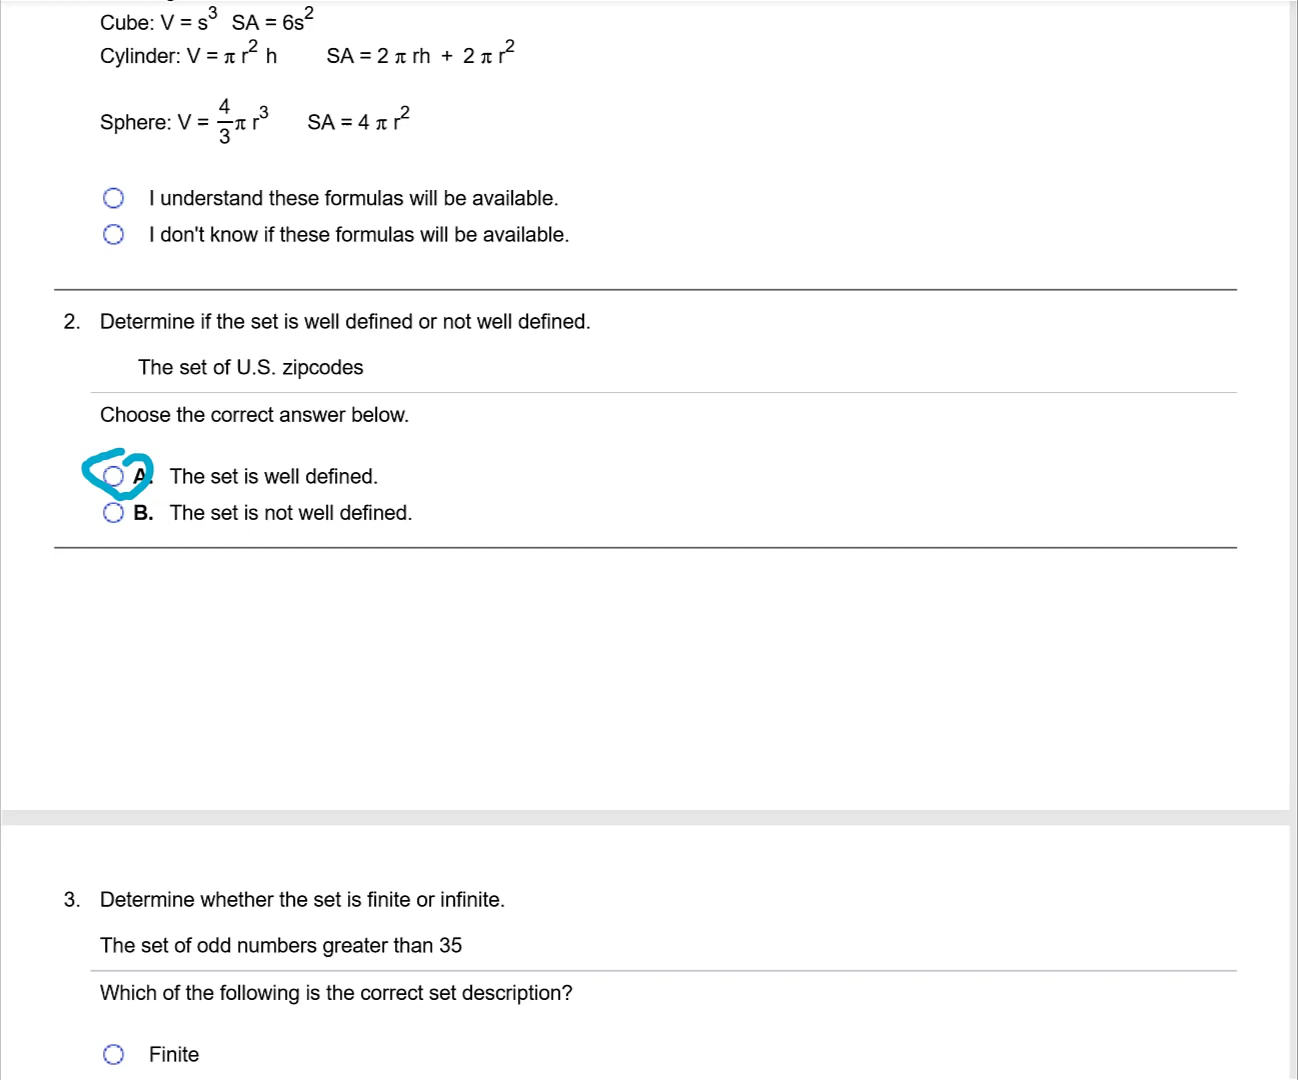 Cube: V = s³ SA = 6s²
Cylinder: V = π r² h SA = 2 π rh + 2 π r²
Sphere: V = 4/3 π r³ SA = 4 π r²
I understand these formulas will be available.
I don't know if these formulas will be available.
2. Determine if the set is well defined or not well defined.
The set of U.S. zipcodes
Choose the correct answer below.
A. The set is well defined.
B. The set is not well defined.
3. Determine whether the set is finite or infinite.
The set of odd numbers greater than 35
Which of the following is the correct set description?
Finite